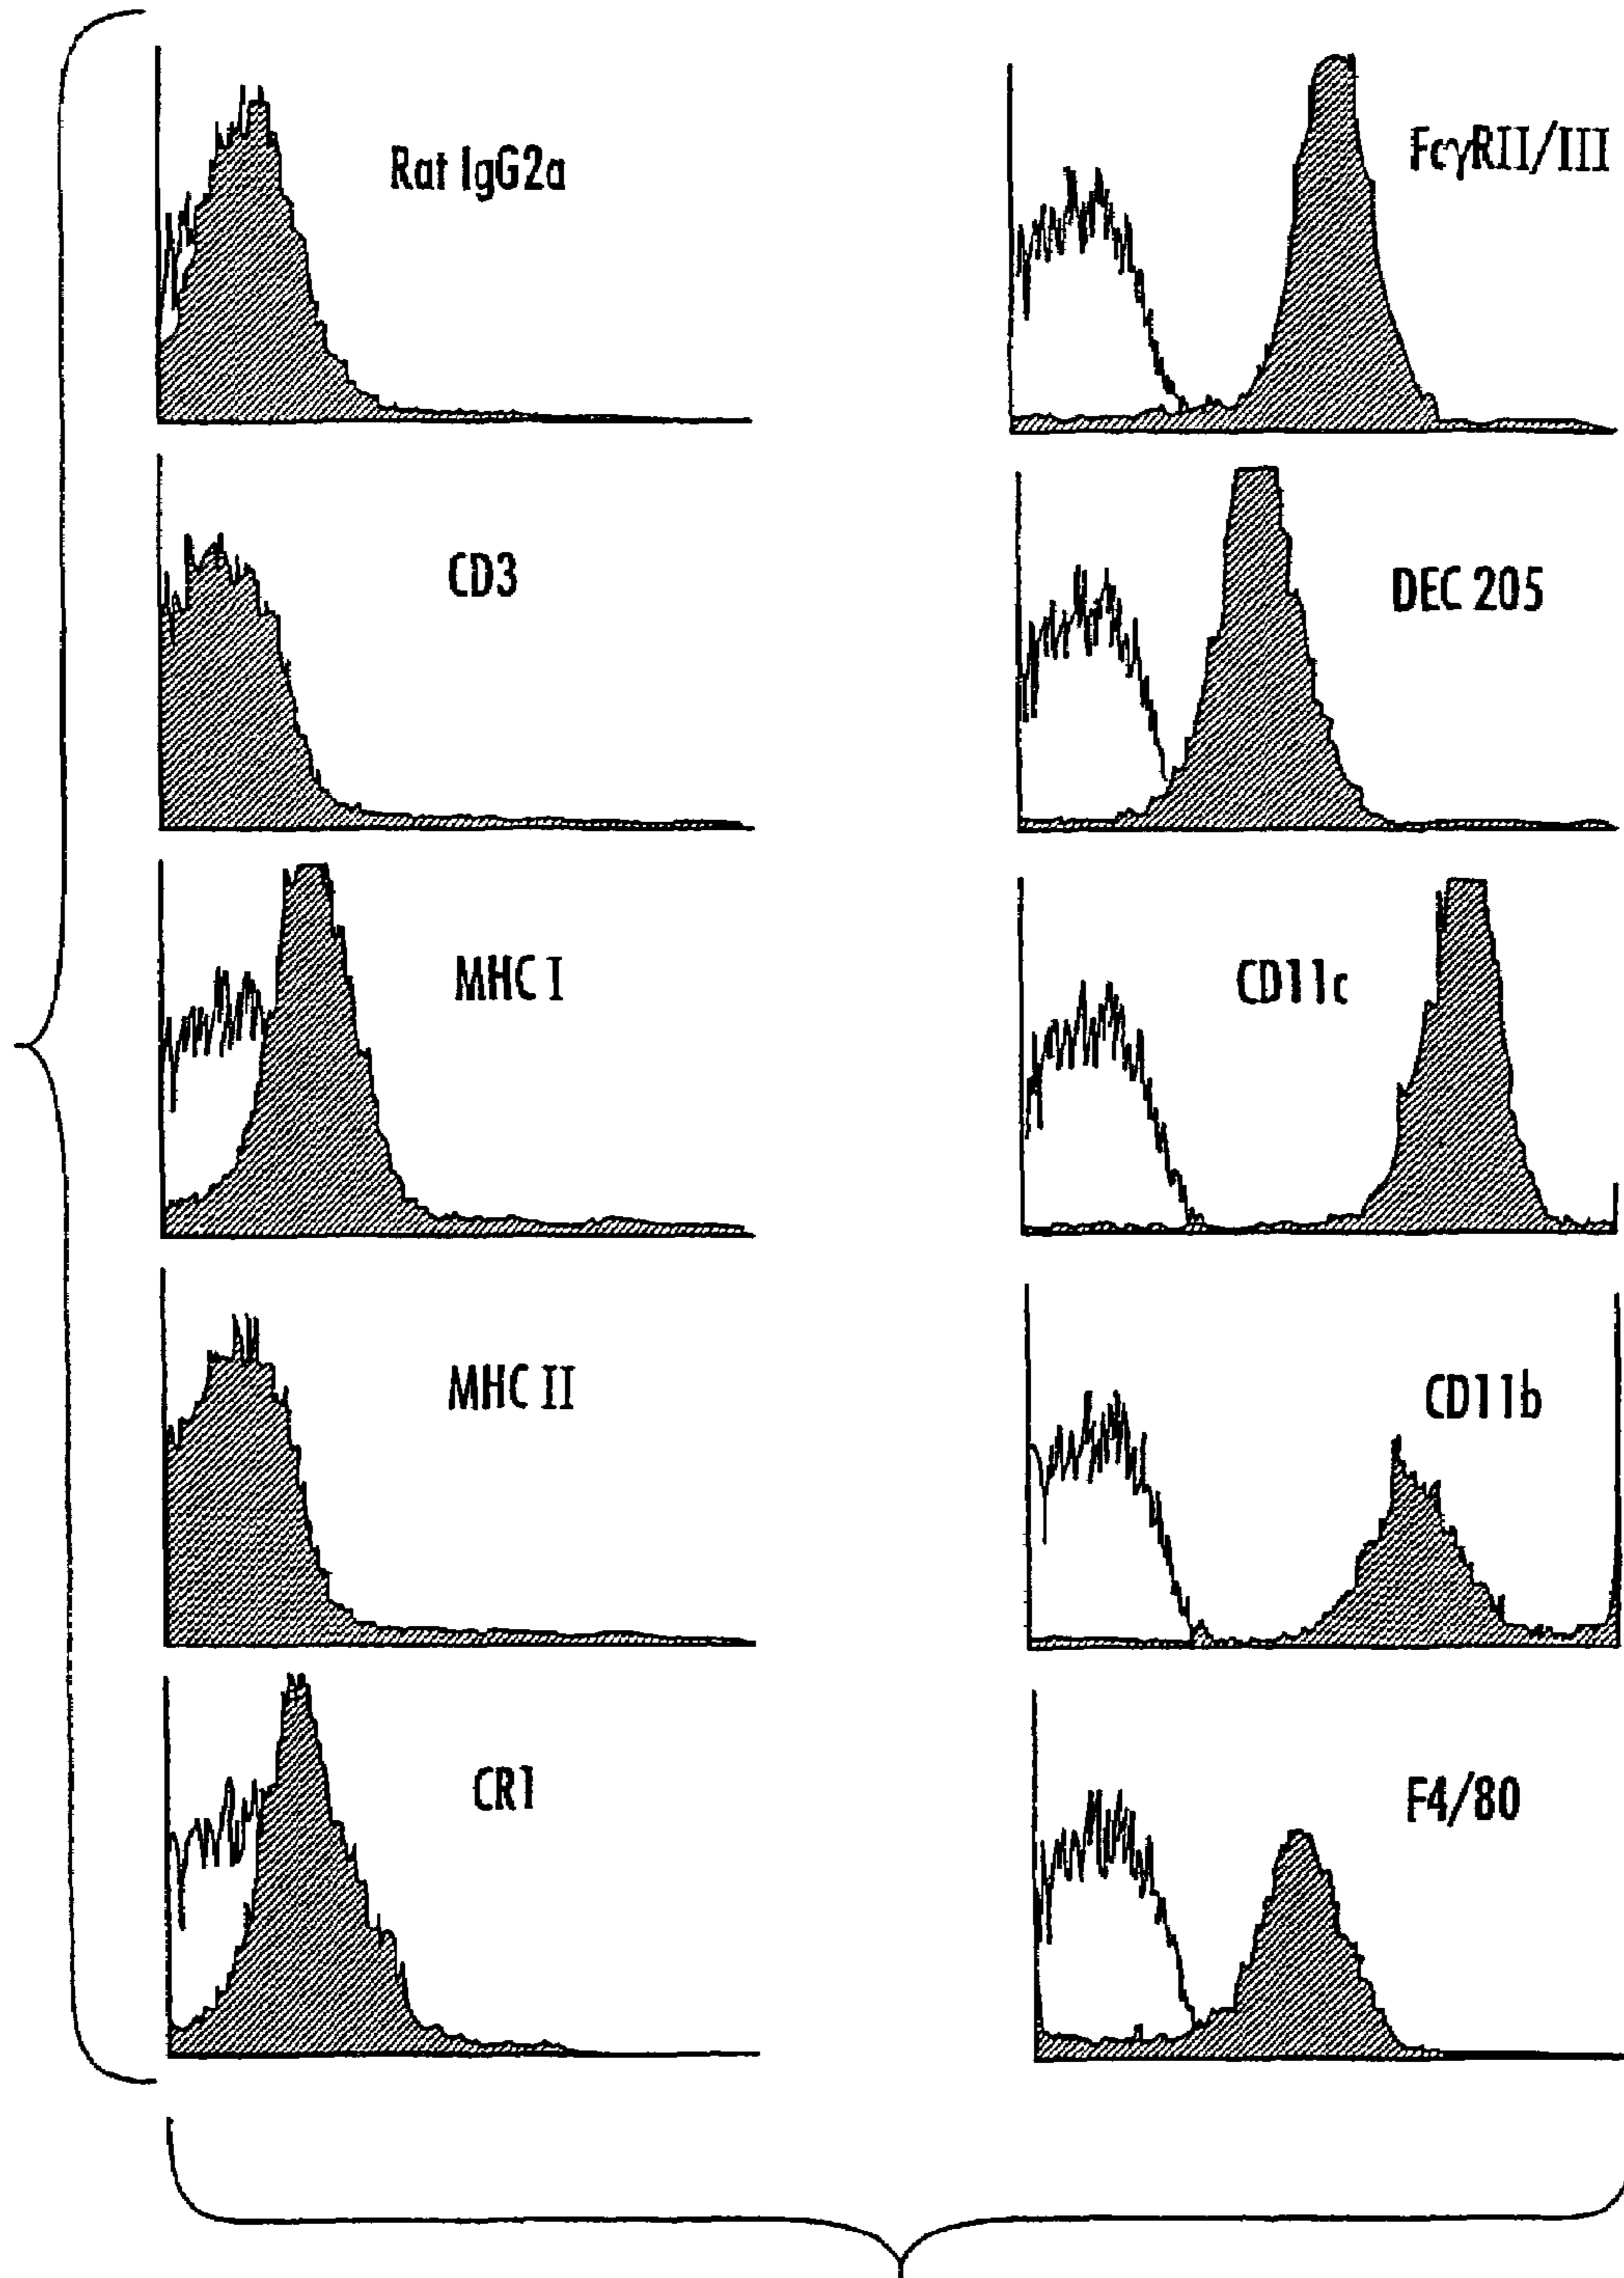 Rat IgG2a
FcγRII/III
CD3
DEC 205
MHC I
CD11c
MHC II
CD11b
CR1
F4/80